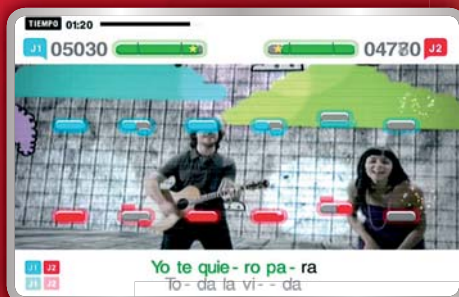 TIEMPO 01:20
J1 05030 04780 J2
J1 J2 Yo te quie- ro pa- ra
J1 J2 To- da la vi- - da